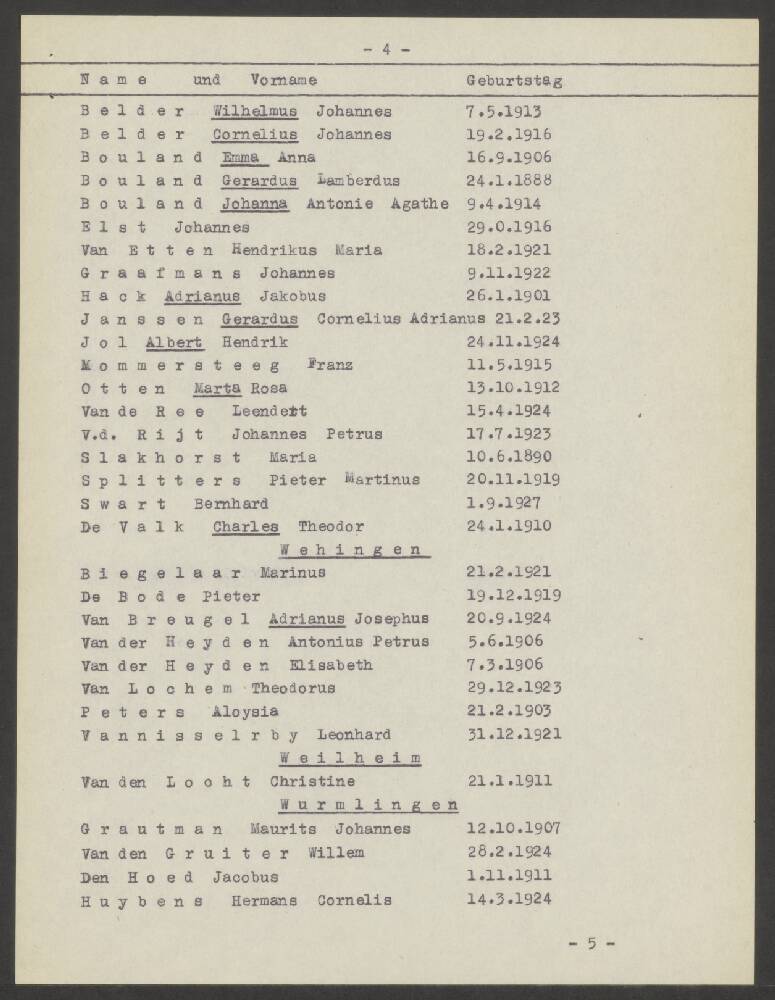 - 4 -
Name und Vorname Geburtstag
Belder Wilhelmus Johannes 7.5.1913
Belder Cornelius Johannes 19.2.1916
Bouland Emma Anna 16.9.1906
Bouland Gerardus Lamberdus 24.1.1888
Bouland Johanna Antonie Agathe 9.4.1914
Elst Johannes 29.0.1916
Van Etten Hendrikus Maria 18.2.1921
Graafmans Johannes 9.11.1922
Hack Adrianus Jakobus 26.1.1901
Janssen Gerardus Cornelius Adrianus 21.2.23
Jol Albert Hendrik 24.11.1924
Mommersteeg Franz 11.5.1915
Otten Marta Rosa 13.10.1912
Van de Ree Leendert 15.4.1924
V.d. Rijt Johannes Petrus 17.7.1923
Slakhorst Maria 10.6.1890
Splitters Pieter Martinus 20.11.1919
Swart Bernhard 1.9.1927
De Valk Charles Theodor 24.1.1910
Wehingen
Biegelaar Marinus 21.2.1921
De Bode Pieter 19.12.1919
Van Breugel Adrianus Josephus 20.9.1924
Van der Heyden Antonius Petrus 5.6.1906
Van der Heyden Elisabeth 7.3.1906
Van Lochem Theodorus 29.12.1923
Peters Aloysia 21.2.1903
Vannisselrby Leonhard 31.12.1921
Weilheim
Van den Looht Christine 21.1.1911
Wurmlingen
Grautman Maurits Johannes 12.10.1907
Van den Gruiter Willem 28.2.1924
Den Hoed Jacobus 1.11.1911
Huybens Hermans Cornelis 14.3.1924
- 5 -